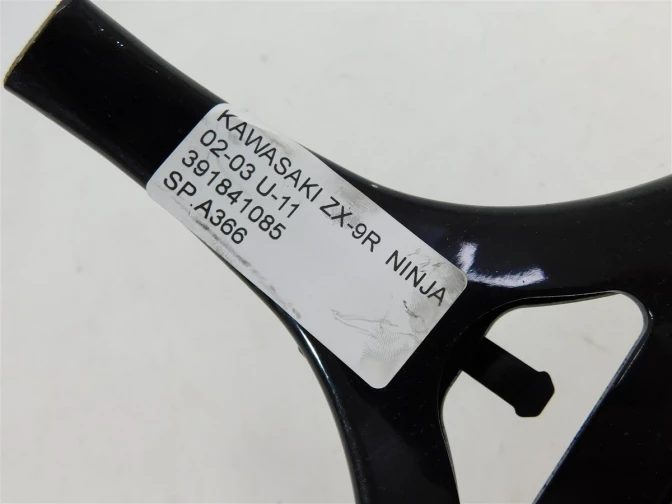 KAWASAKI ZX-9R NINJA
02-03 U-11
391841085
SP.A366